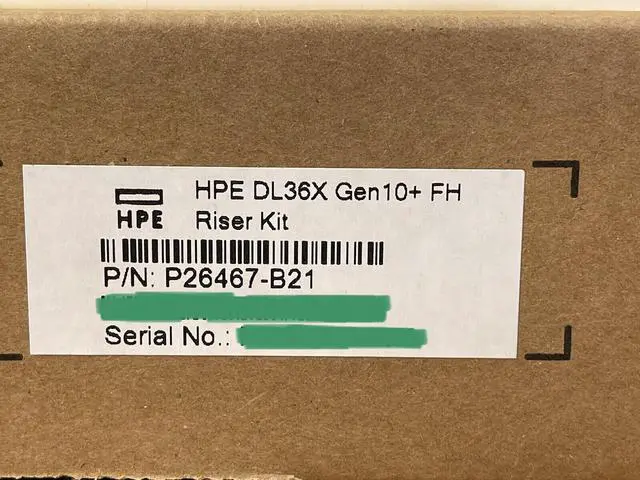 HPE DL36X Gen10+ FH
HPE Riser Kit
P/N: P26467-B21
Serial No.: